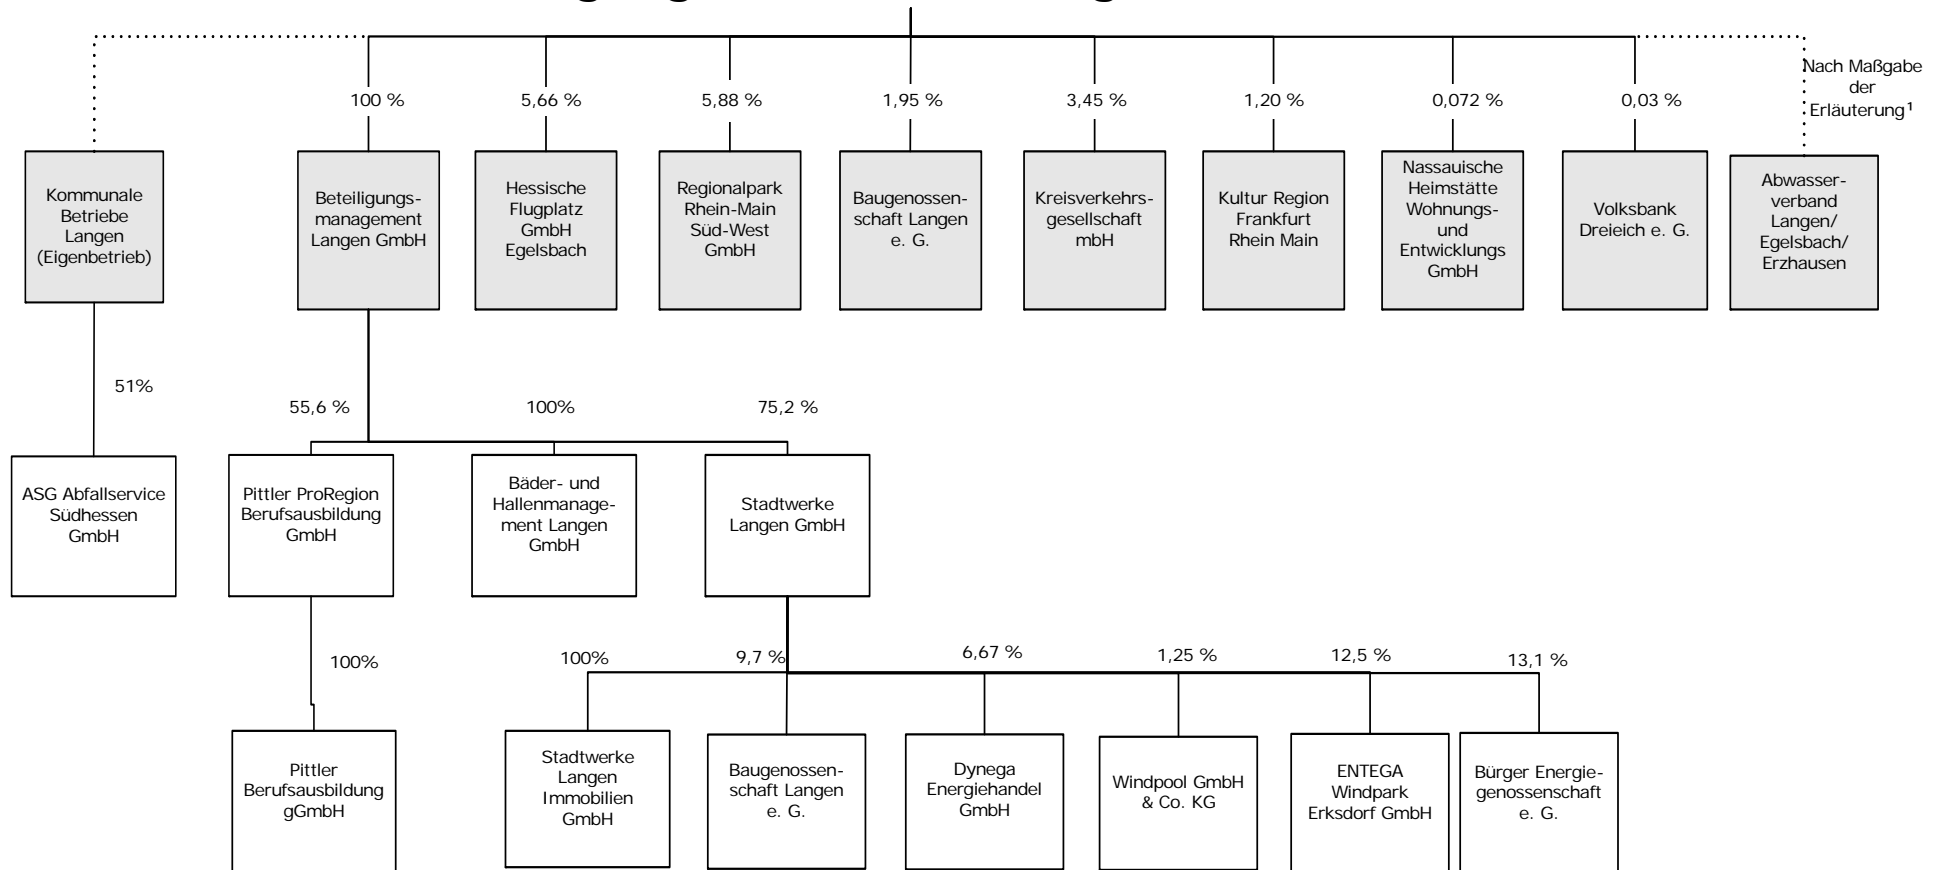 100 %
5,66 %
5,88 %
1,95 %
3,45 %
1,20 %
0,072 %
0,03 %
Nach Maßgabe
der
Erläuterung¹
Kommunale
Betriebe
Langen
(Eigenbetrieb)
Beteiligungs-
management
Langen GmbH
Hessische
Flugplatz
GmbH
Egelsbach
Regionalpark
Rhein-Main
Süd-West
GmbH
Baugenossen-
schaft Langen
e. G.
Kreisverkehrs-
gesellschaft
mbH
Kultur Region
Frankfurt
Rhein Main
Nassauische
Heimstätte
Wohnungs-
und
Entwicklungs
GmbH
Volksbank
Dreieich e. G.
Abwasser-
verband
Langen/
Egelsbach/
Erzhausen
51%
55,6 %
100%
75,2 %
ASG Abfallservice
Südhessen
GmbH
Pittler ProRegion
Berufsausbildung
GmbH
Bäder- und
Hallenmanage-
ment Langen
GmbH
Stadtwerke
Langen GmbH
100%
100%
9,7 %
6,67 %
1,25 %
12,5 %
13,1 %
Pittler
Berufsausbildung
gGmbH
Stadtwerke
Langen
Immobilien
GmbH
Baugenossen-
schaft Langen
e. G.
Dynega
Energiehandel
GmbH
Windpool GmbH
& Co. KG
ENTEGA
Windpark
Erksdorf GmbH
Bürger Energie-
genossenschaft
e. G.